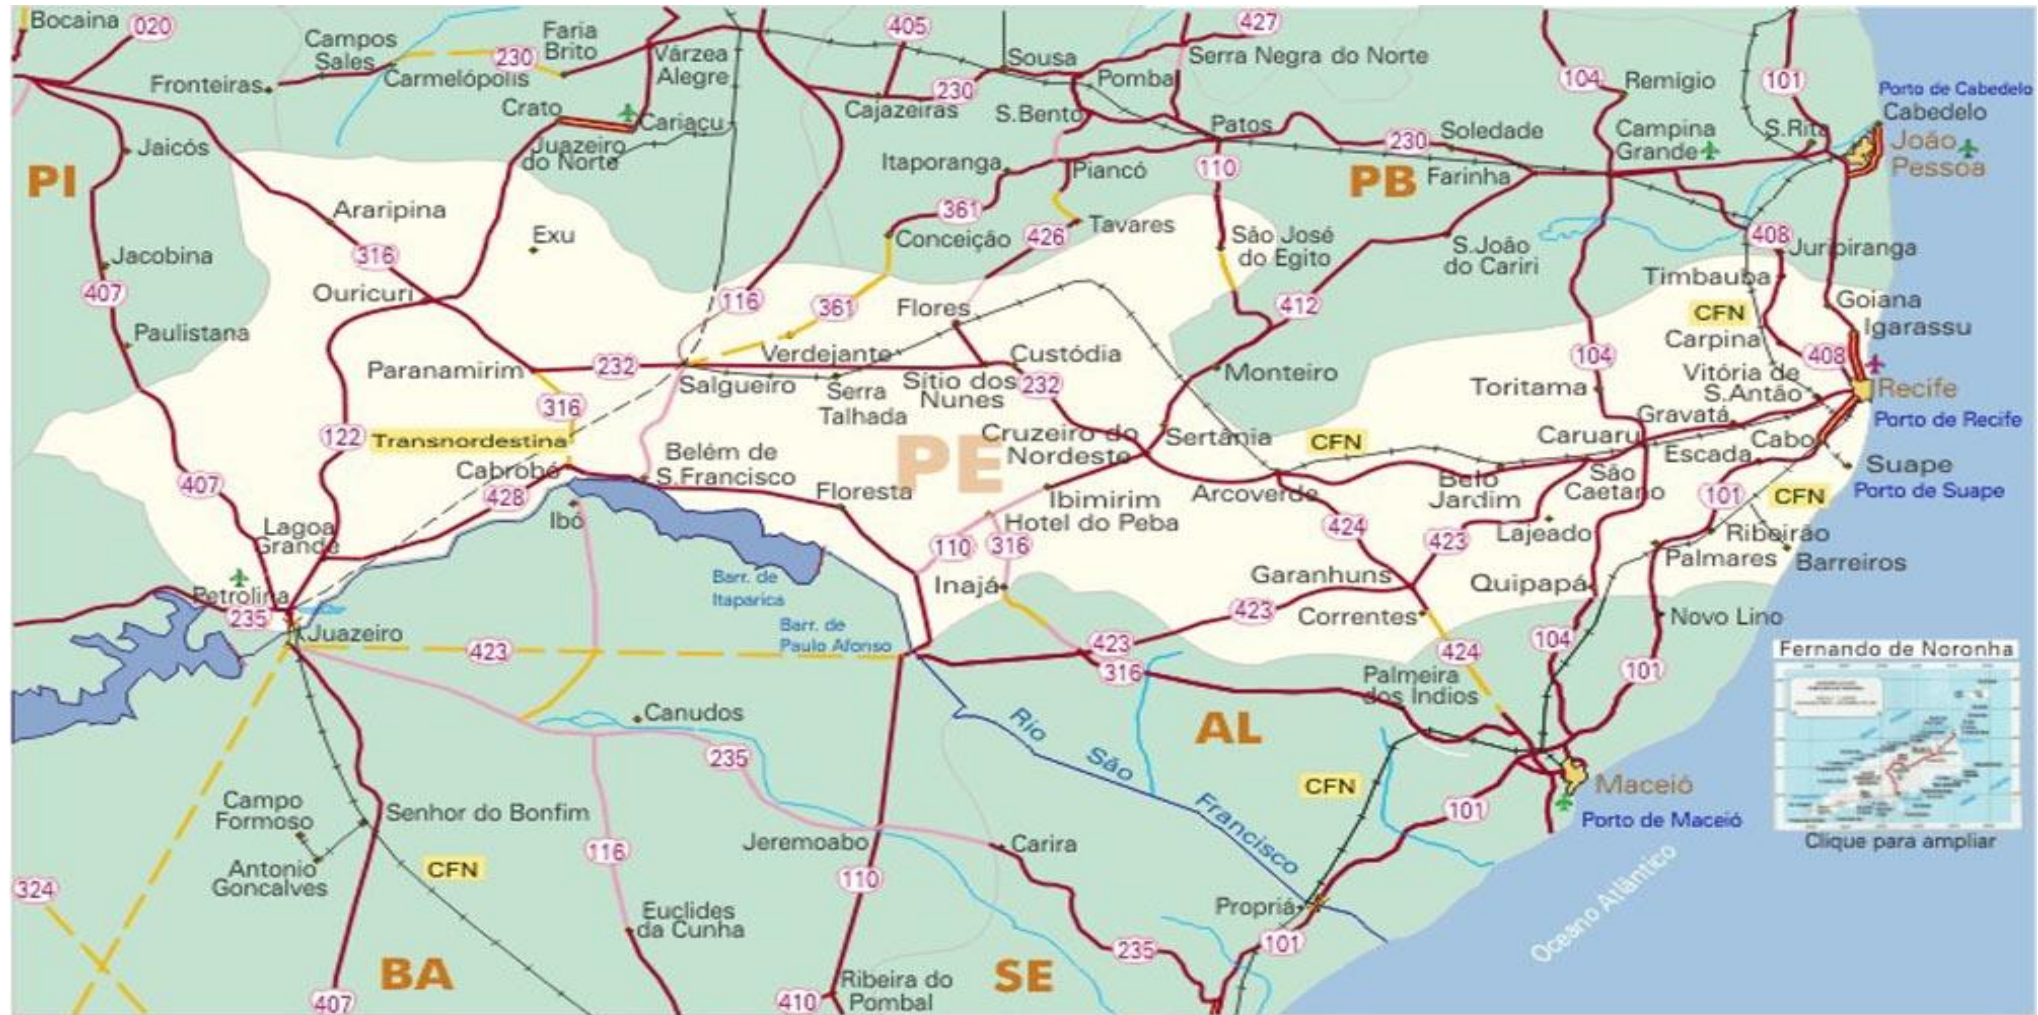 Bocaina
020
Campos
Sales
230
Faria
Brito
Várzea
Alegre
405
Sousa
427
Serra Negra do Norte
Fronteiras
Carmelópolis
Crato
Cariaçu
Juazeiro
do Norte
Cajazeiras
230
S.Bento
Pombal
104
Remígio
101
Porto de Cabedelo
Cabedelo
João
Pessoa
S.Rita
Campina
Grande
Soledade
230
Patos
Jaicós
PI
Itaporanga
Piancó
110
PB
Farinha
Araripina
Exu
361
Conceição
426
Tavares
São José
do Egito
S.João
do Cariri
408
Juripiranga
Timbauba
Jacobina
316
407
Ouricuri
116
361
Flores
412
CFN
Goiana
Igarassu
Paulistana
Carpina
408
Paranamirim
232
Verdejante
Custódia
Monteiro
104
Toritama
Vitória de
S.Antão
Recife
Porto de Recife
Salgueiro
Serra
Talhada
Sítio dos
Nunes
232
316
122
Transnordestina
PE
Cruzeiro do
Nordeste
Sertânia
CFN
Caruaru
Gravatá
Cabo
Escada
Suape
Porto de Suape
Cabrobó
Belém de
S.Francisco
407
428
Floresta
Ibimirim
Arcoverde
Belo
Jardim
São
Caetano
101
CFN
Ibó
Lagoa
Grande
Hotel do Peba
424
423
Lajeado
Ribeirão
Palmares
Barreiros
110
316
Petrolina
235
Barr. de
Itaparica
Inajá
Garanhuns
Quipapá
423
Correntes
Novo Lino
Juazeiro
423
Barr. de
Paulo Afonso
423
316
424
104
101
Fernando de Noronha
Palmeira
dos Índios
Canudos
Rio
São
Francisco
AL
235
CFN
Maceió
Porto de Maceió
101
Clique para ampliar
Campo
Formoso
Senhor do Bonfim
Jeremoabo
Carira
Antonio
Goncalves
CFN
116
110
324
Euclides
da Cunha
Propriá
101
Oceano Atlântico
235
BA
SE
407
410
Ribeira do
Pombal